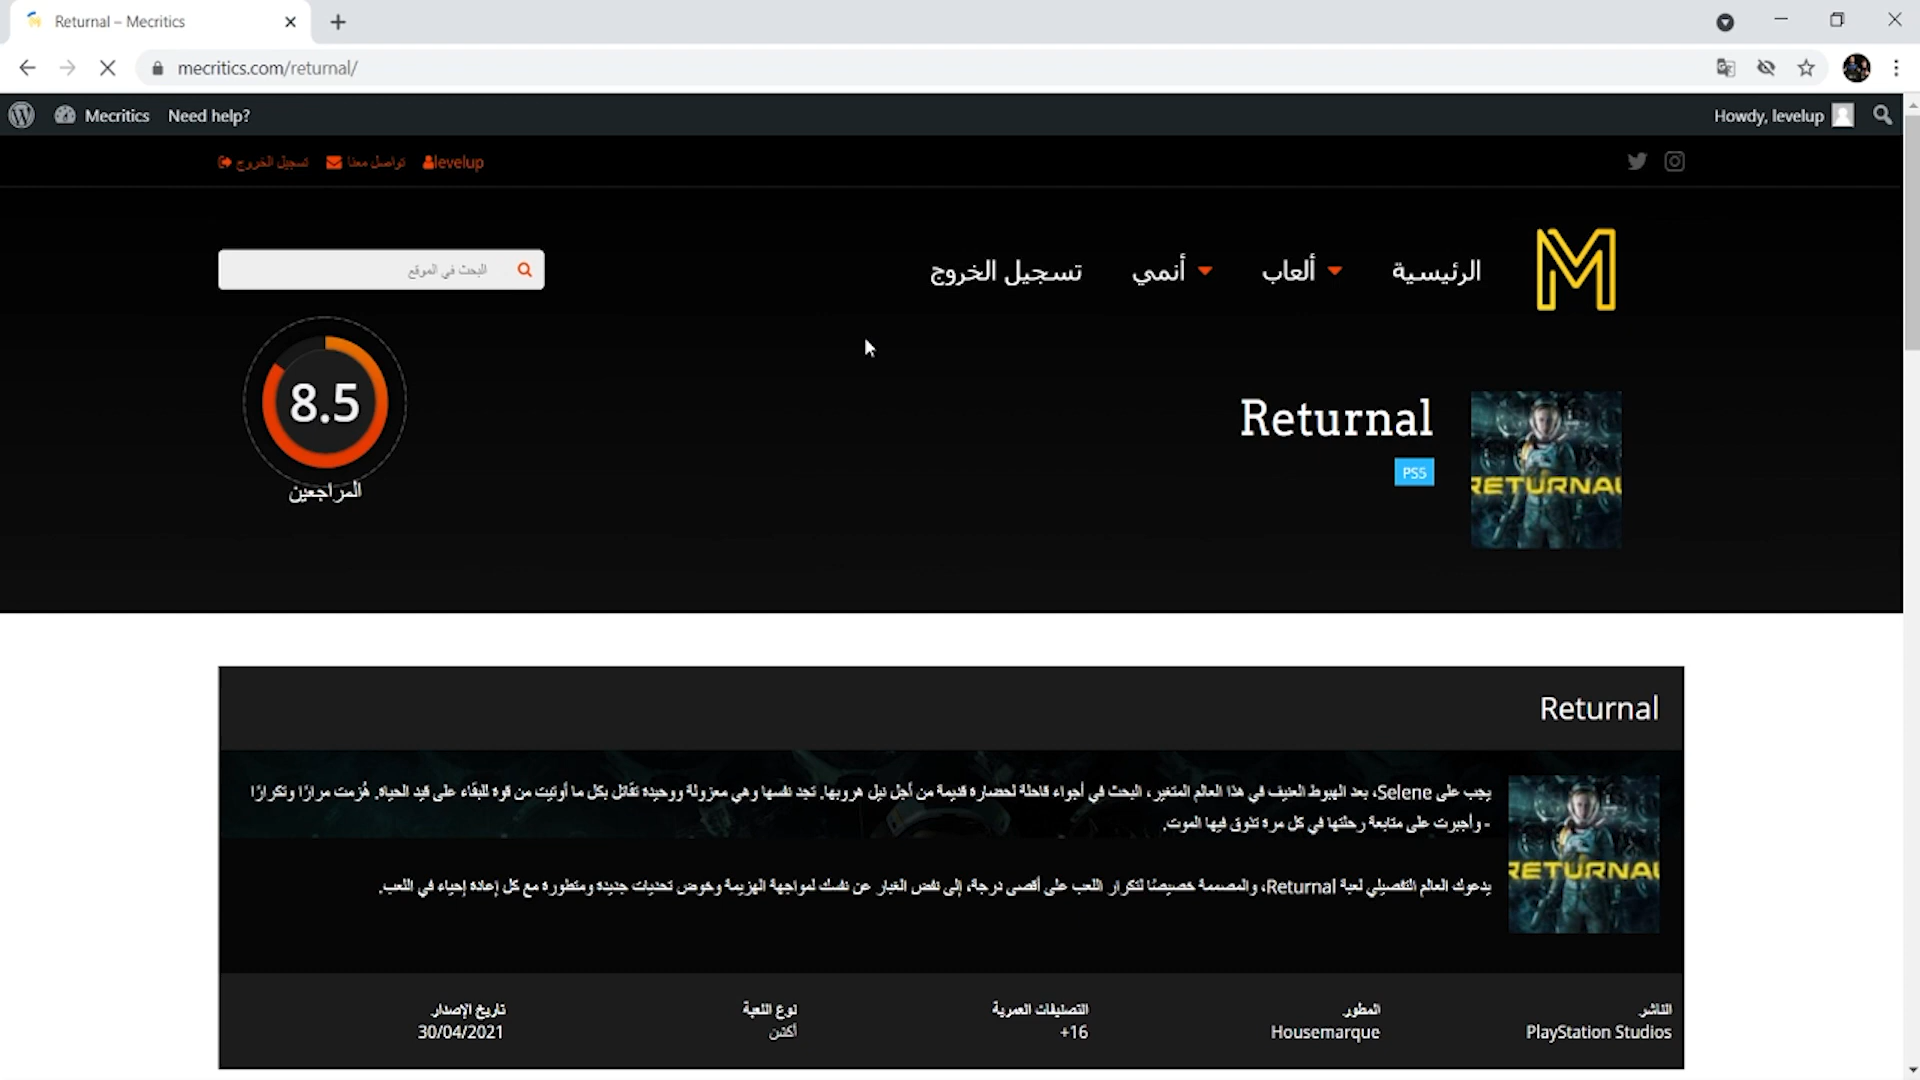 Returnal – Mecritics
mecritics.com/returnal/
Mecritics
Need help?
Howdy, levelup
levelup
تواصل معنا
تسجيل الخروج
الرئيسية
ألعاب
أنمي
تسجيل الخروج
البحث في الموقع
8.5
المراجعين
Returnal
PS5
RETURNAL
Returnal
يجب على Selene، بعد الهبوط العنيف في هذا العالم المتغير، البحث في أجواء قاحلة لحضارة قديمة من أجل نيل هروبها. تجد نفسها وهي معزولة ووحيدة تقاتل بكل ما أوتيت من قوة للبقاء على قيد الحياة. هُزمت مرارًا وتكرارًا
- وأجبرت على متابعة رحلتها في كل مرة تذوق فيها الموت.
يدعوك العالم التفصيلي لعبة Returnal، والمصممة خصيصًا لتكرار اللعب على أقصى درجة، إلى نفض الغبار عن نفسك لمواجهة الهزيمة وخوض تحديات جديدة ومتطورة مع كل إعادة إحياء في اللعب.
RETURNAL
الناشر
PlayStation Studios
المطور
Housemarque
التصنيفات العمرية
+16
نوع اللعبة
أكشن
تاريخ الإصدار
30/04/2021